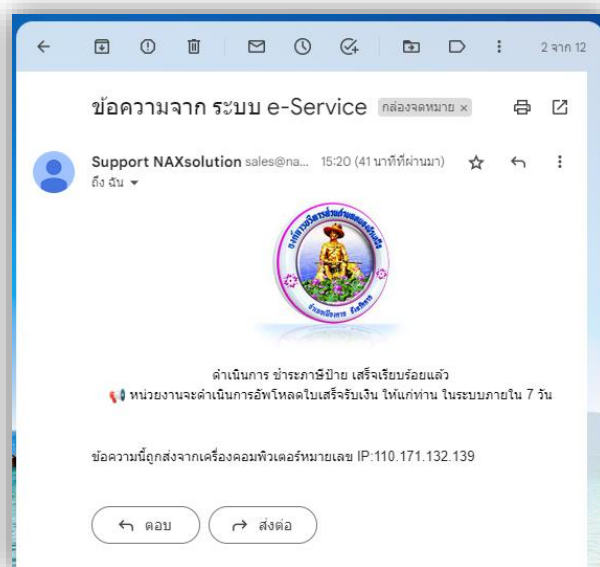 2 จาก 12
ข้อความจาก ระบบ e-Service กล่องจดหมาย ×
Support NAXsolution sales@na... 15:20 (41 นาทีที่ผ่านมา)
ถึง ฉัน
ดำเนินการ ชำระภาษีป้าย เสร็จเรียบร้อยแล้ว
📢 หน่วยงานจะดำเนินการอัพโหลดใบเสร็จรับเงิน ให้แก่ท่าน ในระบบภายใน 7 วัน
ข้อความนี้ถูกส่งจากเครื่องคอมพิวเตอร์หมายเลข IP:110.171.132.139
ตอบ
ส่งต่อ